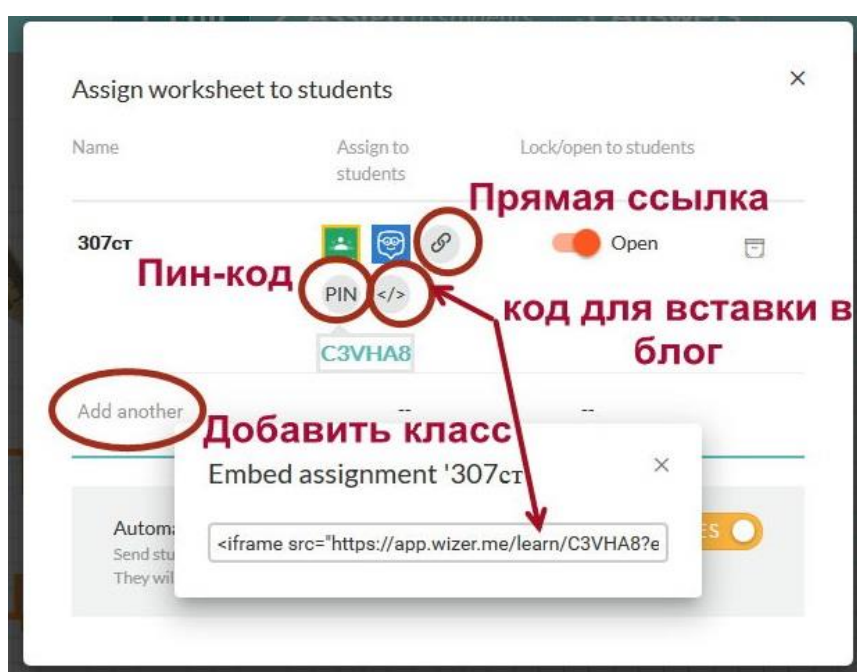 Assign worksheet to students
Name
Assign to
students
Lock/open to students
Прямая ссылка
307ст
Open
Пин-код
PIN
</>
код для вставки в
блог
C3VHA8
Add another
--
--
Добавить класс
Embed assignment '307ст
<iframe src="https://app.wizer.me/learn/C3VHA8?e
Send
They